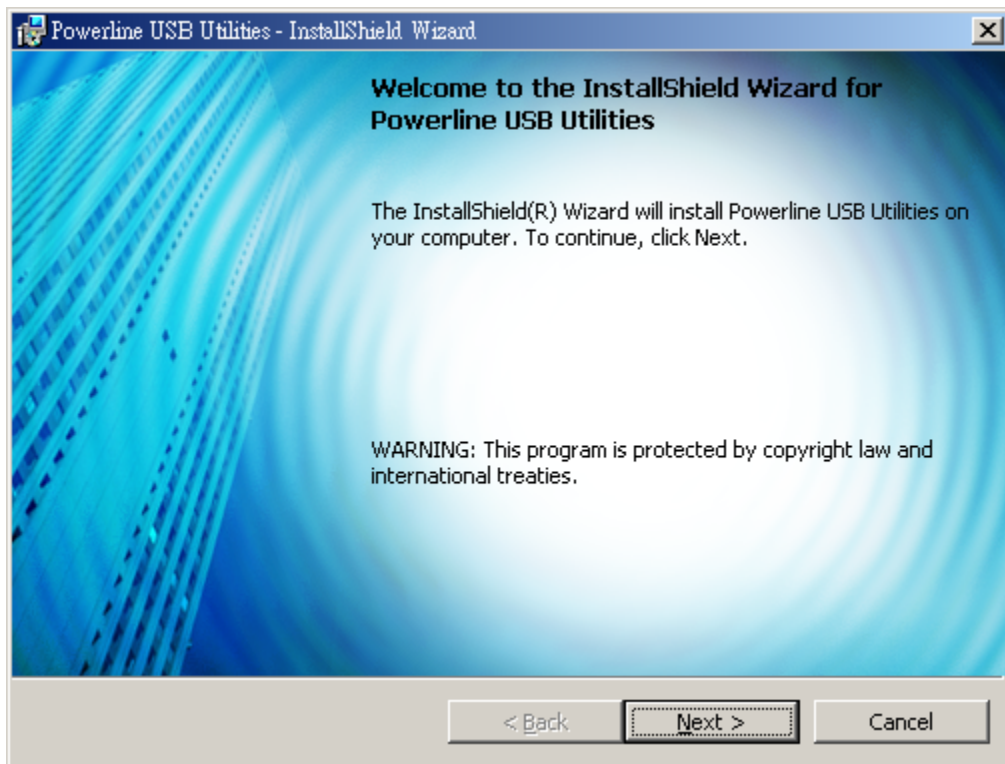 Powerline USB Utilities - InstallShield Wizard
Welcome to the InstallShield Wizard for
Powerline USB Utilities
The InstallShield(R) Wizard will install Powerline USB Utilities on
your computer. To continue, click Next.
WARNING: This program is protected by copyright law and
international treaties.
< Back
Next >
Cancel